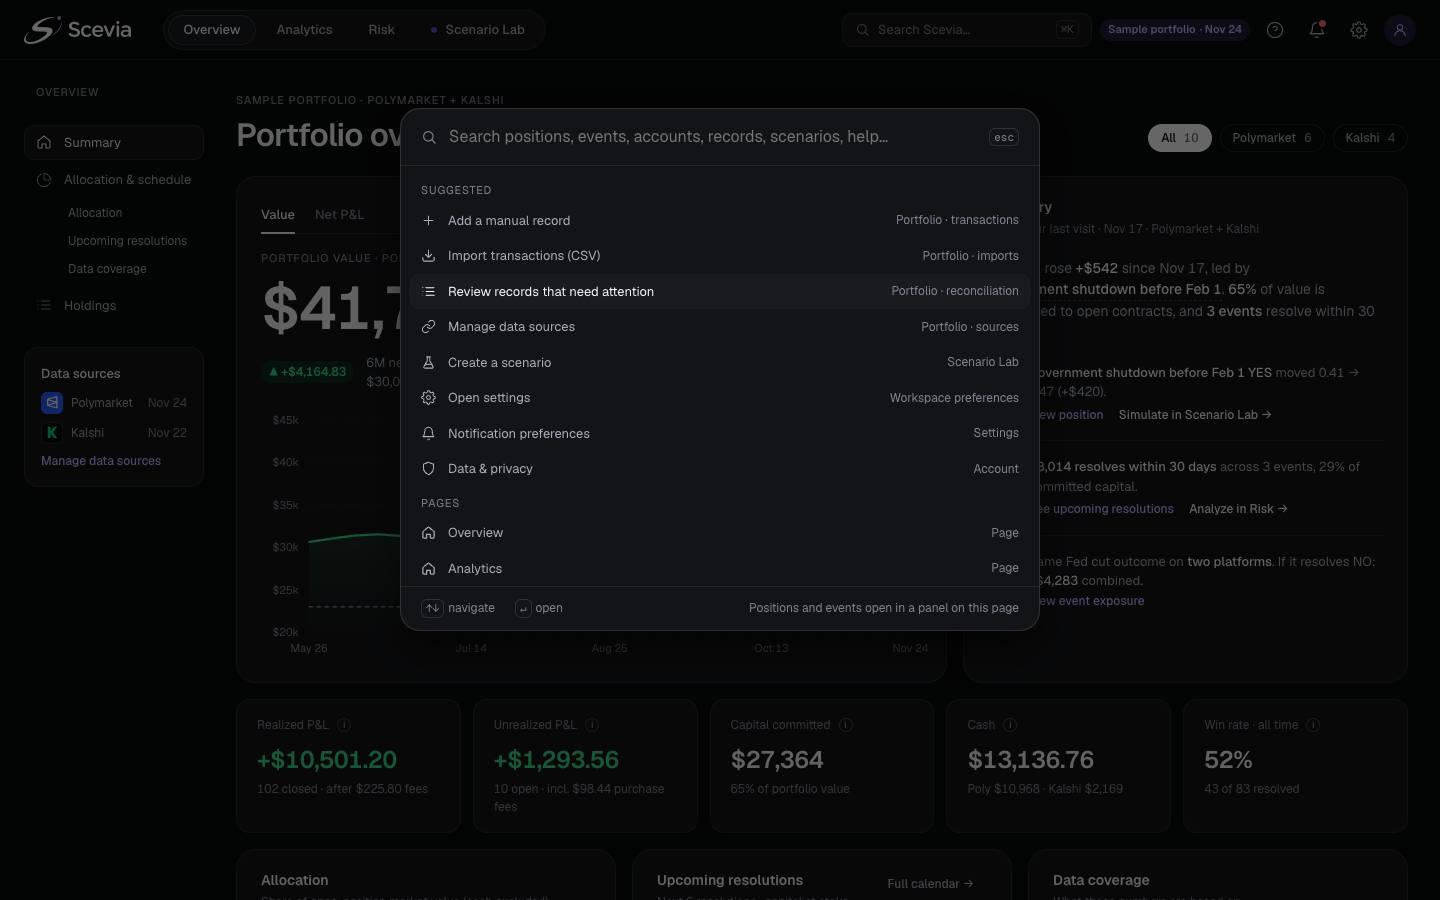 Scevia
Overview
Analytics
Risk
Scenario Lab
Search Scevia...
⌘K
Sample portfolio · Nov 24
OVERVIEW
Summary
Allocation & schedule
Allocation
Upcoming resolutions
Data coverage
Holdings
Data sources
Polymarket Nov 24
Kalshi Nov 22
Manage data sources
SAMPLE PORTFOLIO · POLYMARKET + KALSHI
Portfolio ov
All 10
Polymarket 6
Kalshi 4
Search positions, events, accounts, records, scenarios, help...
esc
SUGGESTED
Add a manual record Portfolio · transactions
Import transactions (CSV) Portfolio · imports
Review records that need attention Portfolio · reconciliation
Manage data sources Portfolio · sources
Create a scenario Scenario Lab
Open settings Workspace preferences
Notification preferences Settings
Data & privacy Account
PAGES
Overview Page
Analytics Page
↑↓ navigate ↵ open Positions and events open in a panel on this page
Value Net P&L
PORTFOLIO VALUE · PO
$41,7
▲ +$4,164.83
6M ne
$30,0
$45k
$40k
$35k
$30k
$25k
$20k
May 26 Jul 14 Aug 25 Oct 13 Nov 24
ry
r last visit · Nov 17 · Polymarket + Kalshi
rose +$542 since Nov 17, led by
nent shutdown before Feb 1. 65% of value is
ed to open contracts, and 3 events resolve within 30
overnment shutdown before Feb 1 YES moved 0.41 →
47 (+$420).
ew position Simulate in Scenario Lab →
3,014 resolves within 30 days across 3 events, 29% of
ommitted capital.
ee upcoming resolutions Analyze in Risk →
ame Fed cut outcome on two platforms. If it resolves NO:
$4,283 combined.
ew event exposure
Realized P&L
+$10,501.20
102 closed · after $225.80 fees
Unrealized P&L
+$1,293.56
10 open · incl. $98.44 purchase
fees
Capital committed
$27,364
65% of portfolio value
Cash
$13,136.76
Poly $10,968 · Kalshi $2,169
Win rate · all time
52%
43 of 83 resolved
Allocation
Upcoming resolutions
Full calendar →
Data coverage